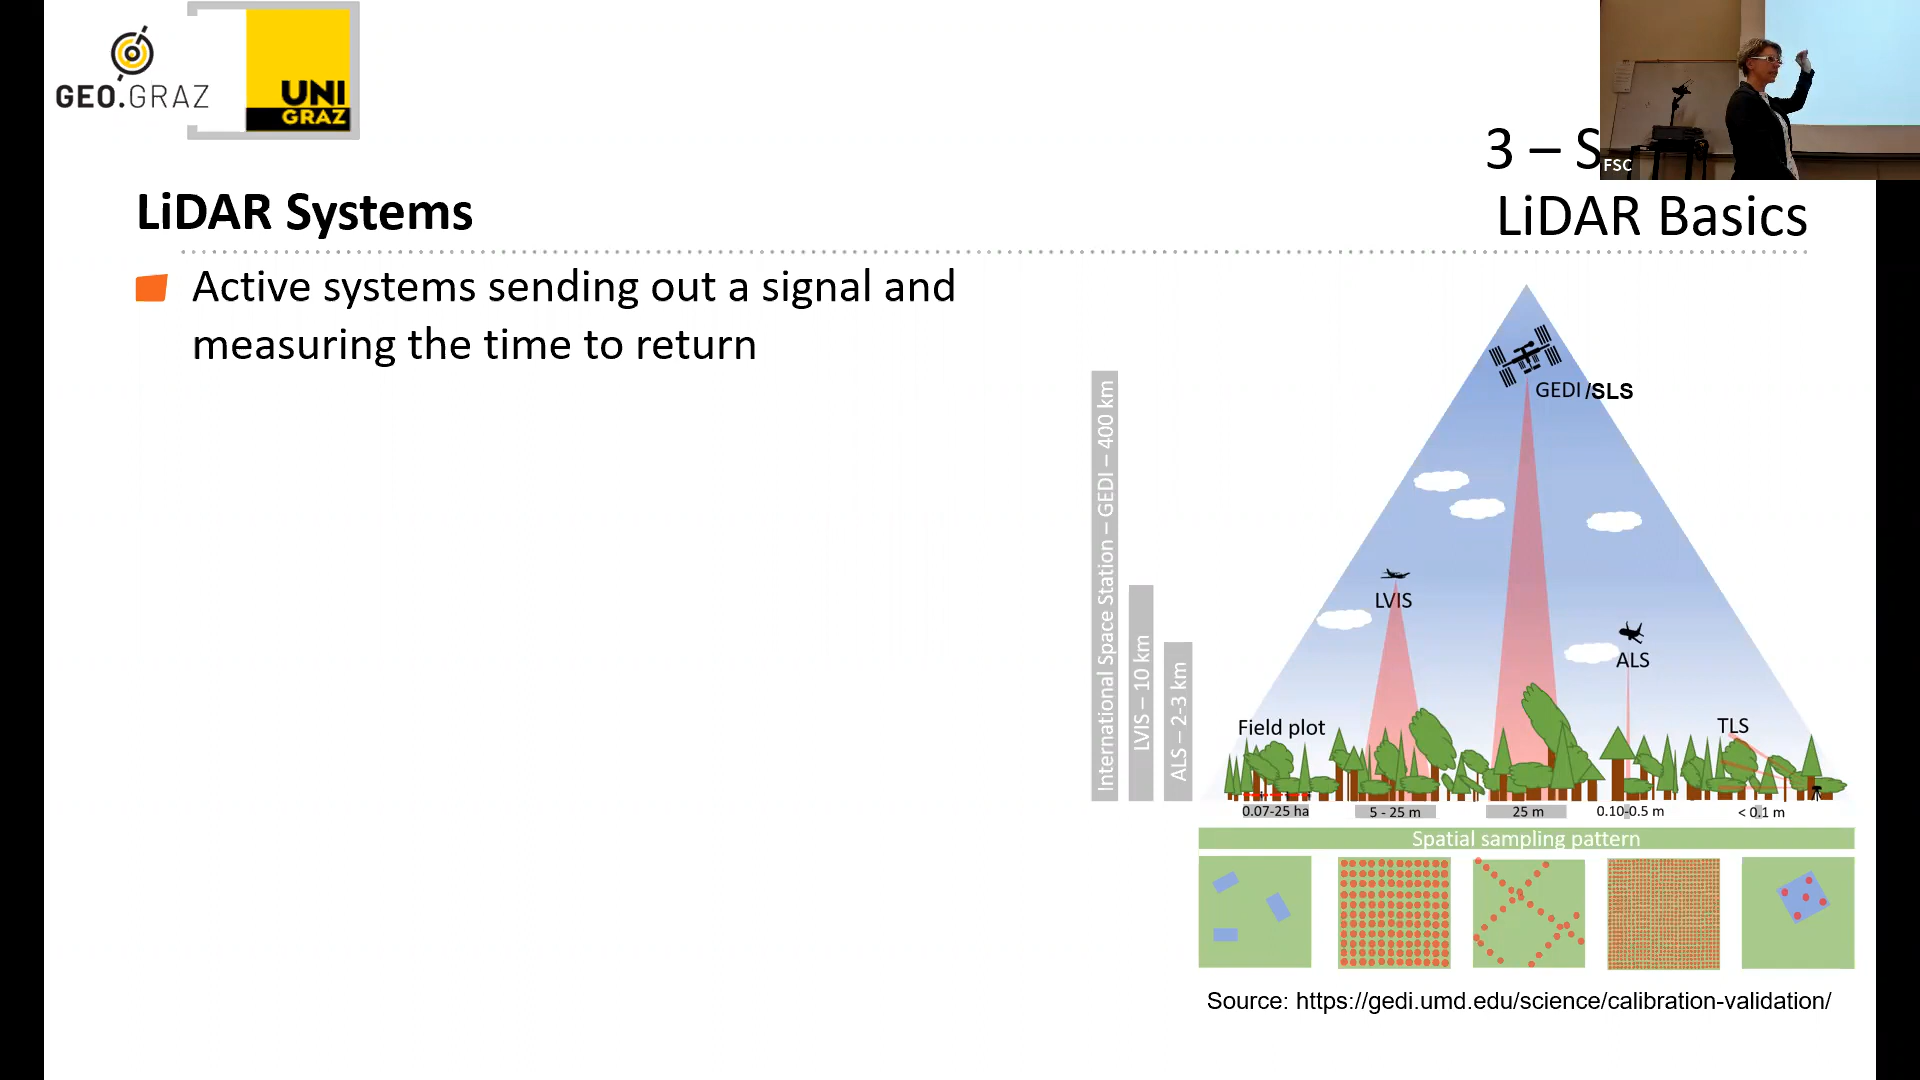 GEO.GRAZ
UNI
GRAZ
3 – S
FSC
LiDAR Systems
LiDAR Basics
Active systems sending out a signal and
measuring the time to return
GEDI/SLS
International Space Station – GEDI – 400 km
LVIS – 10 km
ALS – 2-3 km
LVIS
ALS
Field plot
TLS
0.07-25 ha
5 - 25 m
25 m
0.10-0.5 m
< 0.1 m
Spatial sampling pattern
Source: https://gedi.umd.edu/science/calibration-validation/